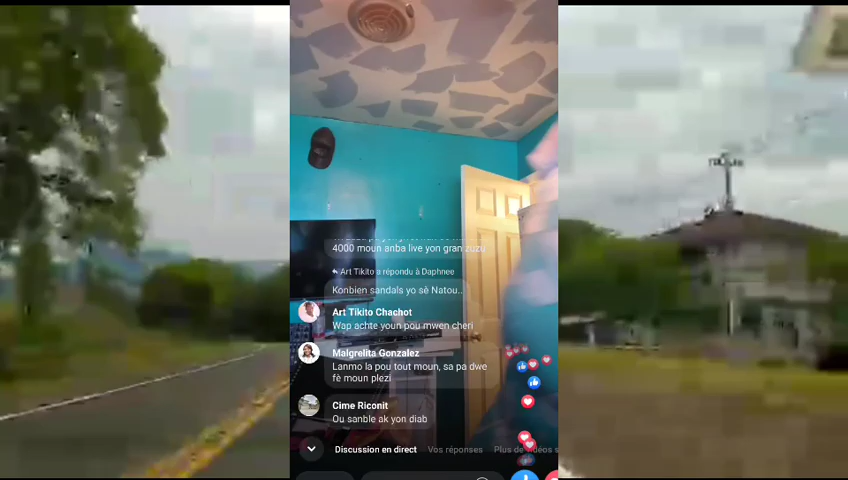 4000 moun anba live yon gran zuzu
Art Tikito a répondu à Daphnee
Konbien sandals yo sè Natou..
Art Tikito Chachot
Wap achte youn pou mwen cheri
Malgrelita Gonzalez
Lanmo la pou tout moun, sa pa dwe
fè moun plezi
Cime Riconit
Ou sanble ak yon diab
Discussion en direct Vos réponses Plus de vidéos s